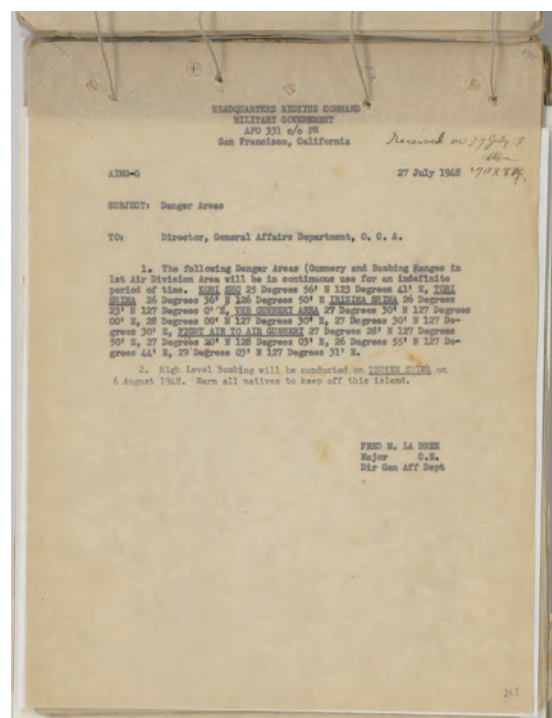 HEADQUARTERS RIUKYUS COMMAND
MILITARY GOVERNMENT
APO 331 c/o PM
San Francisco, California
Received on 27 July
AIMG-G 27 July 1948
SUBJECT: Danger Areas
TO: Director, General Affairs Department, O. C. A.
1. The following Danger Areas (Gunnery and Bombing Ranges in
1st Air Division Area will be in continuous use for an indefinite
period of time. KOBI SHO 25 Degrees 56' N 123 Degrees 41' E, TORI
SHIMA 26 Degrees 36' N 126 Degrees 50' E IRISIMA SHIMA 26 Degrees
23' N 127 Degrees 0' E, GUNNERY AREA 27 Degrees 30' N 127 Degrees
00' E, 28 Degrees 00' N 127 Degrees 30' E, 27 Degrees 30' N 127 De-
grees 30' E, AIR TO AIR GUNNERY 27 Degrees 28' N 127 Degrees
50' E, 27 Degrees 20' N 128 Degrees 03' E, 26 Degrees 55' N 127 De-
gree 44' E, 27 Degrees 03' N 127 Degrees 31' E.
2. High Level Bombing will be conducted on TSUKEN SHIMA on
6 August 1948. Warn all natives to keep off this island.
FRED M. LA BREE
Major C.E.
Dir Gen Aff Dept